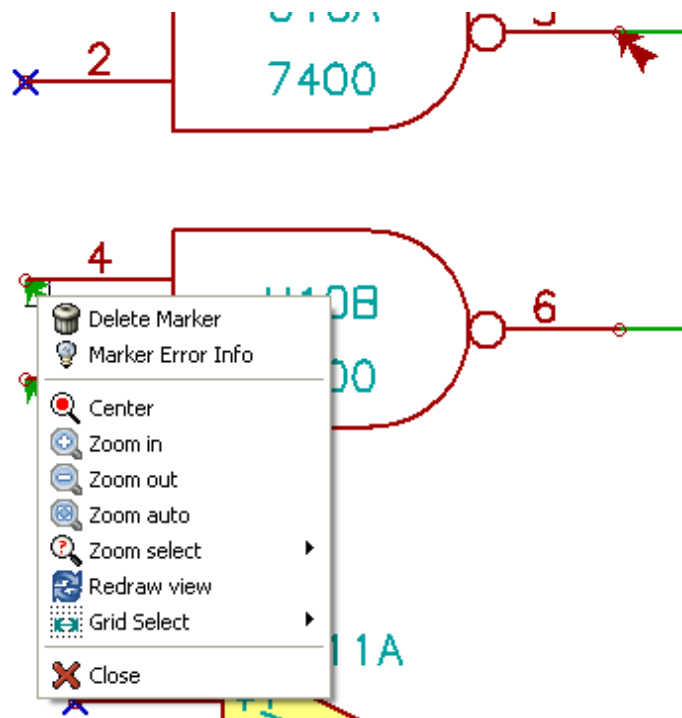 2
7400
4
6
Delete Marker
Marker Error Info
Center
Zoom in
Zoom out
Zoom auto
Zoom select
Redraw view
Grid Select
11A
Close